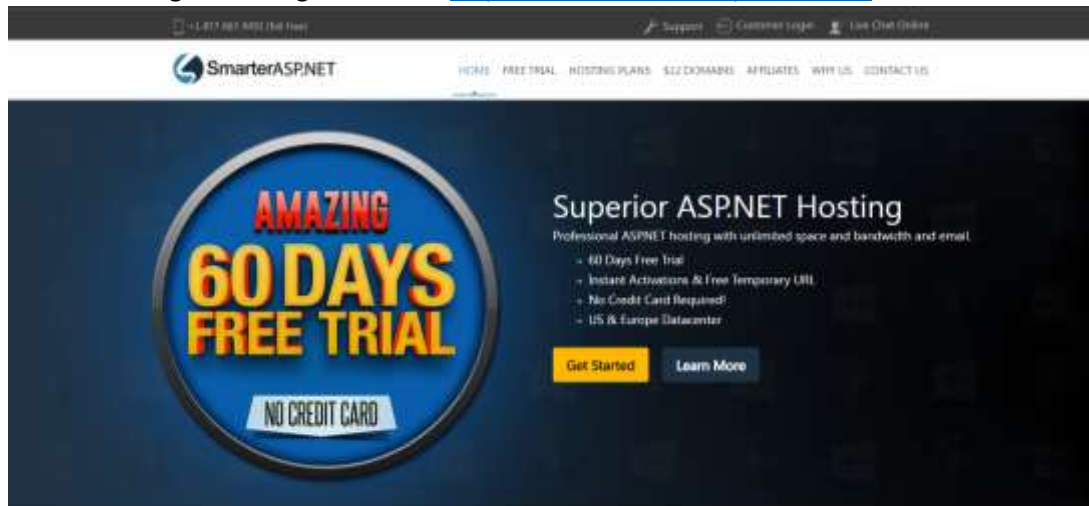 Support Customer Login Live Chat Online
SmarterASP.NET
HOME FREE TRIAL HOSTING PLANS $12 DOMAINS AFFILIATES WHY US CONTACT US
AMAZING
60 DAYS
FREE TRIAL
NO CREDIT CARD
Superior ASP.NET Hosting
Professional ASP.NET hosting with unlimited space and bandwidth and email.
60 Days Free Trial
Instant Activations & Free Temporary URL
No Credit Card Required!
US & Europe Datacenter
Get Started Learn More